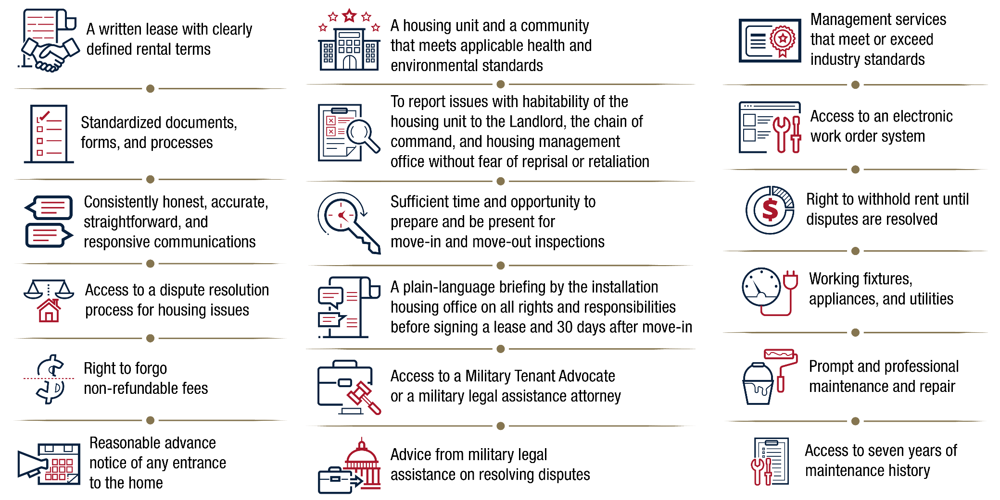 A written lease with clearly
defined rental terms
Standardized documents,
forms, and processes
Consistently honest, accurate,
straightforward, and
responsive communications
Access to a dispute resolution
process for housing issues
Right to forgo
non-refundable fees
Reasonable advance
notice of any entrance
to the home
A housing unit and a community
that meets applicable health and
environmental standards
To report issues with habitability of the
housing unit to the Landlord, the chain of
command, and housing management
office without fear of reprisal or retaliation
Sufficient time and opportunity to
prepare and be present for
move-in and move-out inspections
A plain-language briefing by the installation
housing office on all rights and responsibilities
before signing a lease and 30 days after move-in
Access to a Military Tenant Advocate
or a military legal assistance attorney
Advice from military legal
assistance on resolving disputes
Management services
that meet or exceed
industry standards
Access to an electronic
work order system
$
Right to withhold rent until
disputes are resolved
Working fixtures,
appliances, and utilities
Prompt and professional
maintenance and repair
Access to seven years of
maintenance history